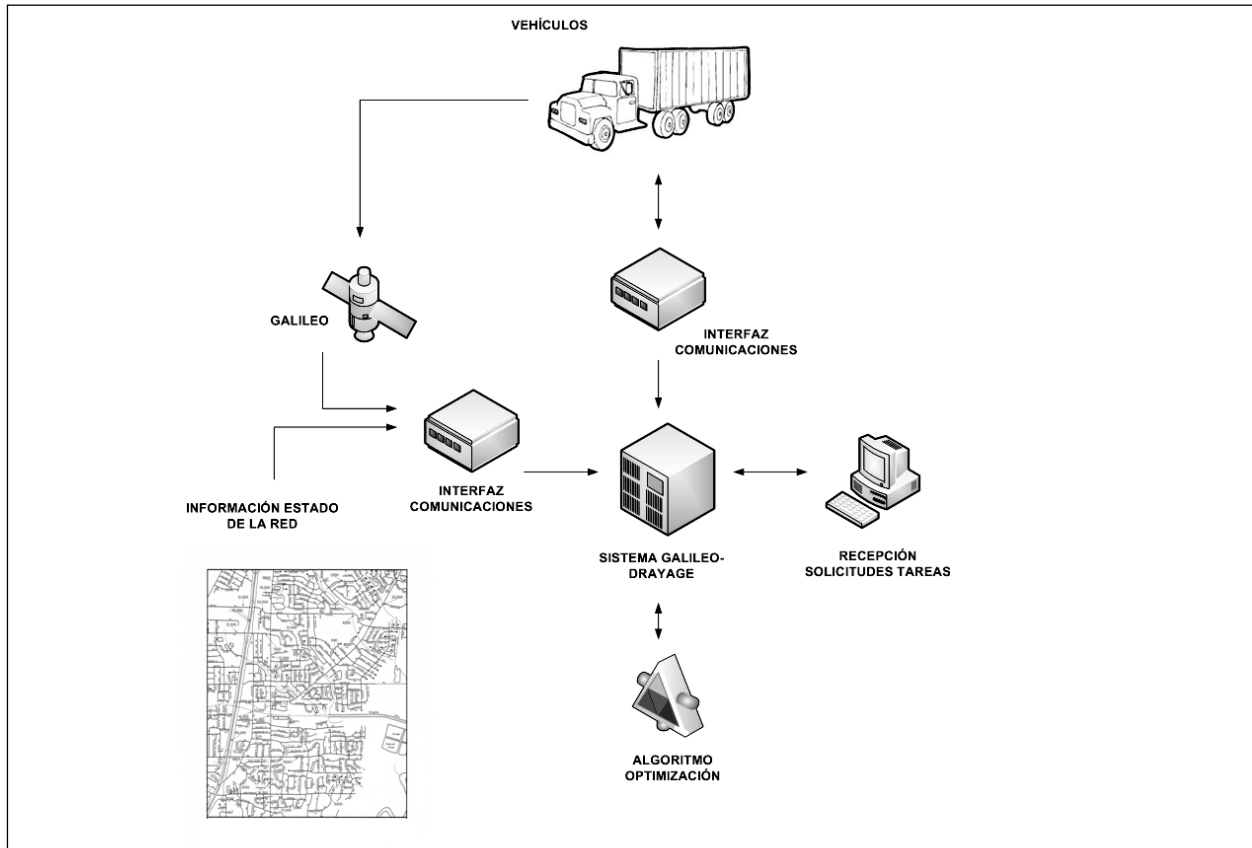 VEHÍCULOS
GALILEO
INTERFAZ
COMUNICACIONES
INTERFAZ
COMUNICACIONES
INFORMACIÓN ESTADO
DE LA RED
SISTEMA GALILEO-
DRAYAGE
RECEPCIÓN
SOLICITUDES TAREAS
ALGORITMO
OPTIMIZACIÓN